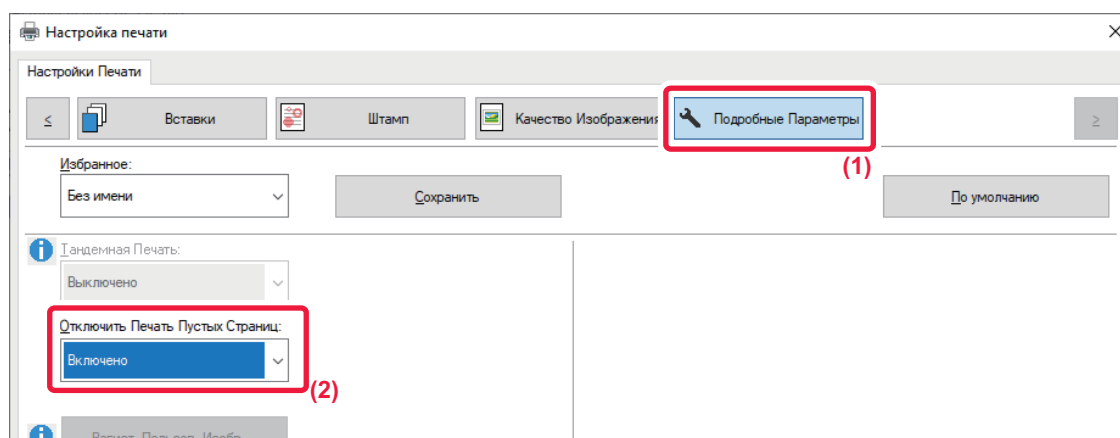 Настройка печати
Настройки Печати
< Вставки Штамп Качество Изображения Подробные Параметры >
(1)
Избранное:
Без имени Сохранить По умолчанию
Тандемная Печать:
Выключено
Отключить Печать Пустых Страниц:
Включено
(2)